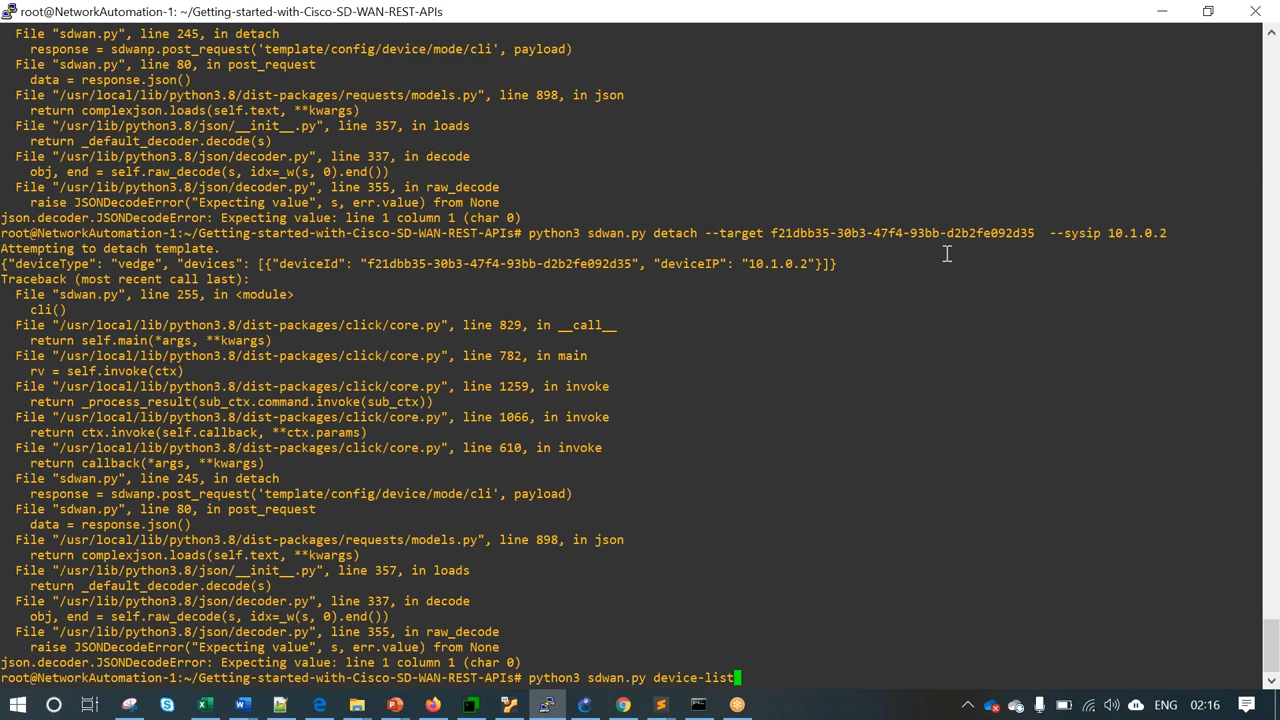 root@NetworkAutomation-1: ~/Getting-started-with-Cisco-SD-WAN-REST-APIs
File "sdwan.py", line 245, in detach
response = sdwanp.post_request('template/config/device/mode/cli', payload)
File "sdwan.py", line 80, in post_request
data = response.json()
File "/usr/local/lib/python3.8/dist-packages/requests/models.py", line 898, in json
return complexjson.loads(self.text, **kwargs)
File "/usr/lib/python3.8/json/__init__.py", line 357, in loads
return _default_decoder.decode(s)
File "/usr/lib/python3.8/json/decoder.py", line 337, in decode
obj, end = self.raw_decode(s, idx=_w(s, 0).end())
File "/usr/lib/python3.8/json/decoder.py", line 355, in raw_decode
raise JSONDecodeError("Expecting value", s, err.value) from None
json.decoder.JSONDecodeError: Expecting value: line 1 column 1 (char 0)
root@NetworkAutomation-1:~/Getting-started-with-Cisco-SD-WAN-REST-APIs# python3 sdwan.py detach --target f21dbb35-30b3-47f4-93bb-d2b2fe092d35  --sysip 10.1.0.2
Attempting to detach template.
{"deviceType": "vedge", "devices": [{"deviceId": "f21dbb35-30b3-47f4-93bb-d2b2fe092d35", "deviceIP": "10.1.0.2"}]}
Traceback (most recent call last):
File "sdwan.py", line 255, in <module>
cli()
File "/usr/local/lib/python3.8/dist-packages/click/core.py", line 829, in __call__
return self.main(*args, **kwargs)
File "/usr/local/lib/python3.8/dist-packages/click/core.py", line 782, in main
rv = self.invoke(ctx)
File "/usr/local/lib/python3.8/dist-packages/click/core.py", line 1259, in invoke
return _process_result(sub_ctx.command.invoke(sub_ctx))
File "/usr/local/lib/python3.8/dist-packages/click/core.py", line 1066, in invoke
return ctx.invoke(self.callback, **ctx.params)
File "/usr/local/lib/python3.8/dist-packages/click/core.py", line 610, in invoke
return callback(*args, **kwargs)
File "sdwan.py", line 245, in detach
response = sdwanp.post_request('template/config/device/mode/cli', payload)
File "sdwan.py", line 80, in post_request
data = response.json()
File "/usr/local/lib/python3.8/dist-packages/requests/models.py", line 898, in json
return complexjson.loads(self.text, **kwargs)
File "/usr/lib/python3.8/json/__init__.py", line 357, in loads
return _default_decoder.decode(s)
File "/usr/lib/python3.8/json/decoder.py", line 337, in decode
obj, end = self.raw_decode(s, idx=_w(s, 0).end())
File "/usr/lib/python3.8/json/decoder.py", line 355, in raw_decode
raise JSONDecodeError("Expecting value", s, err.value) from None
json.decoder.JSONDecodeError: Expecting value: line 1 column 1 (char 0)
root@NetworkAutomation-1:~/Getting-started-with-Cisco-SD-WAN-REST-APIs# python3 sdwan.py device-list
ENG 02:16